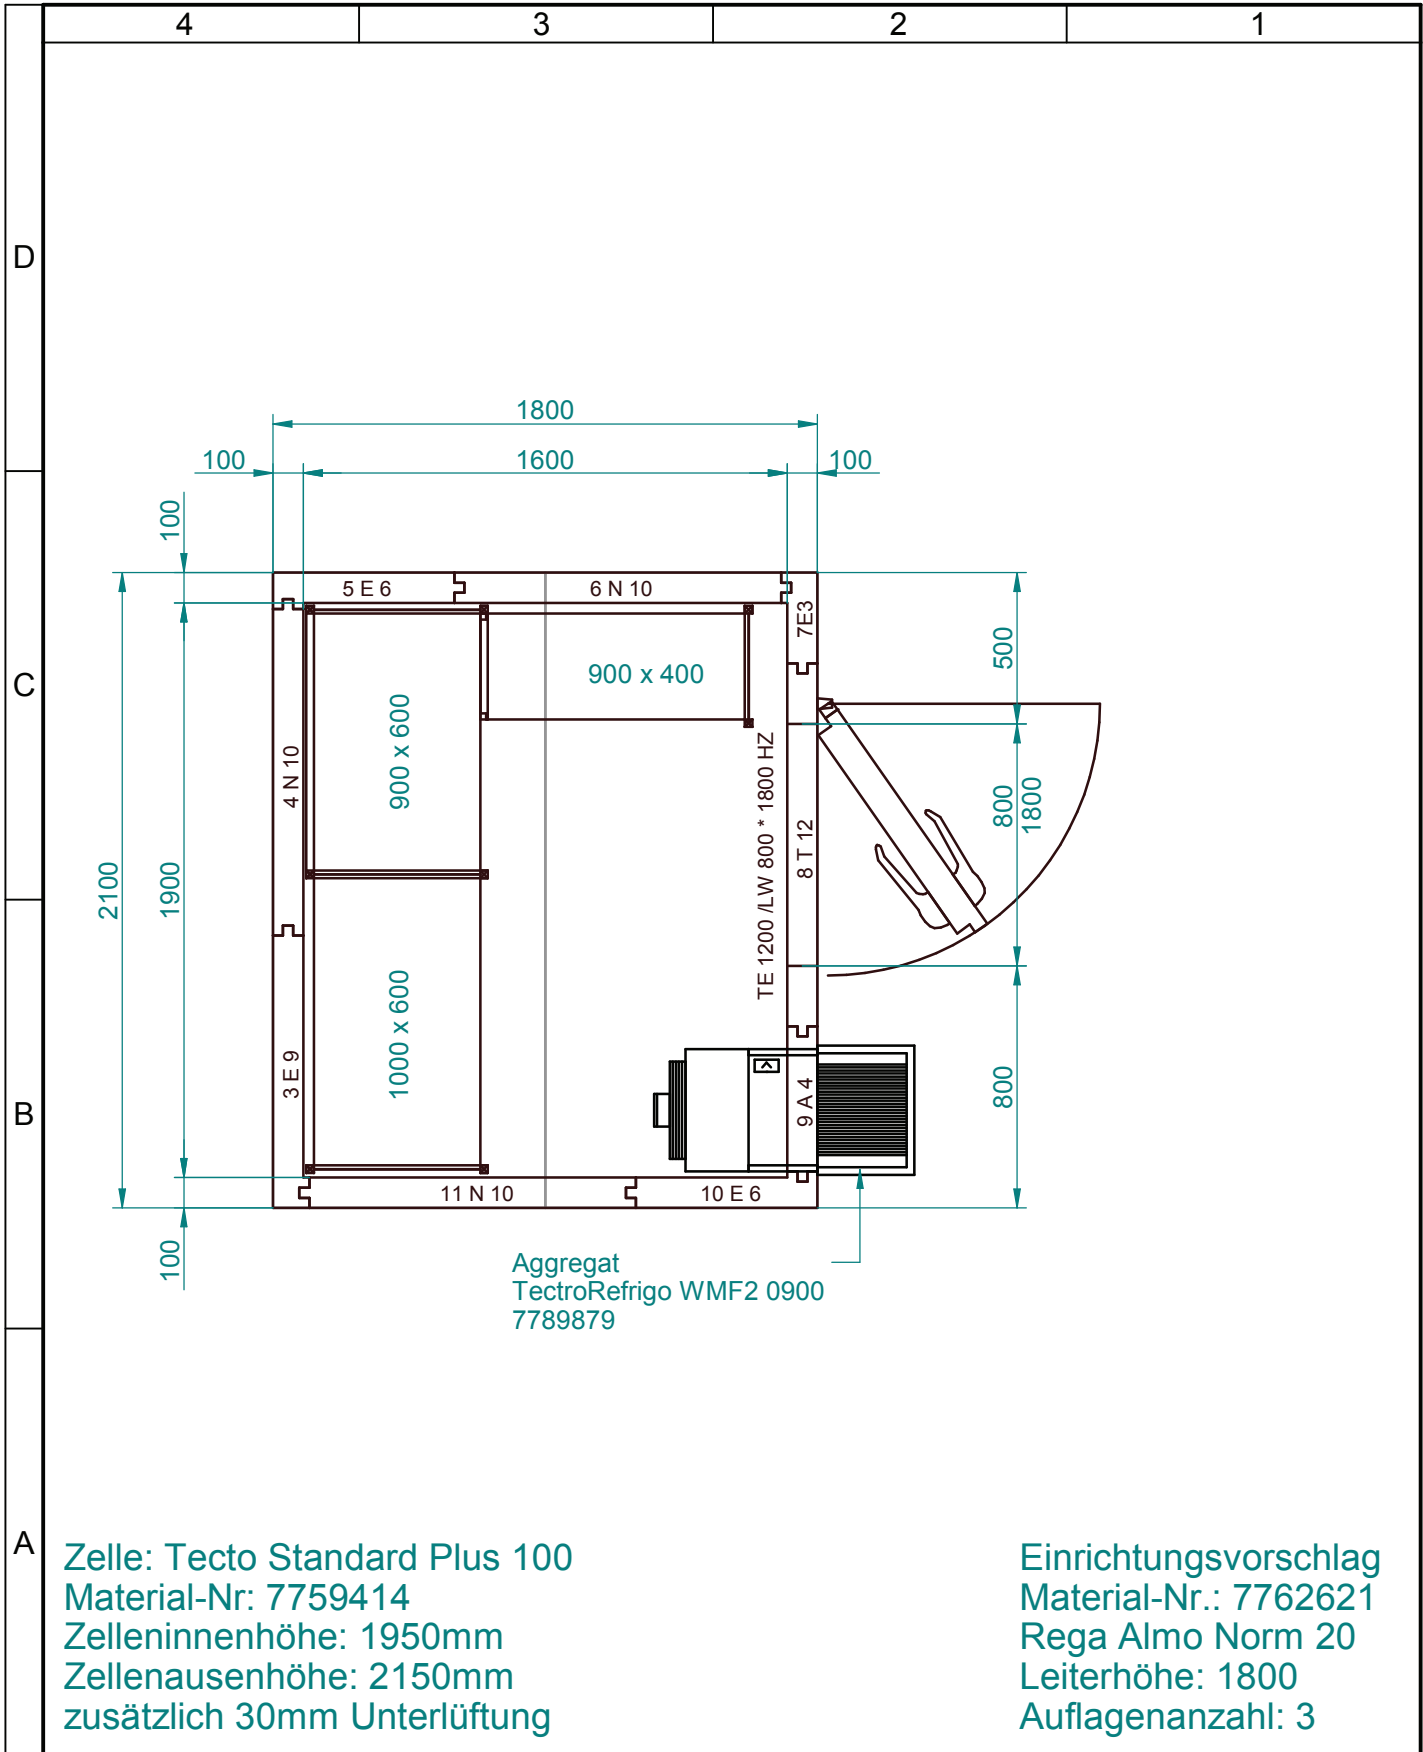 4 3 2 1
D
C
B
A
1800
100 1600 100
100
5 E 6
6 N 10
7E3
500
900 x 400
900 x 600
4 N 10
TE 1200 /LW 800 * 1800 HZ
8 T 12
800
1800
2100
1900
1000 x 600
3 E 9
9 A 4
800
11 N 10
10 E 6
100
Aggregat
TectroRefrigo WMF2 0900
7789879
Zelle: Tecto Standard Plus 100
Material-Nr: 7759414
Zelleninnenhöhe: 1950mm
Zellenausenhöhe: 2150mm
zusätzlich 30mm Unterlüftung
Einrichtungsvorschlag
Material-Nr.: 7762621
Rega Almo Norm 20
Leiterhöhe: 1800
Auflagenanzahl: 3